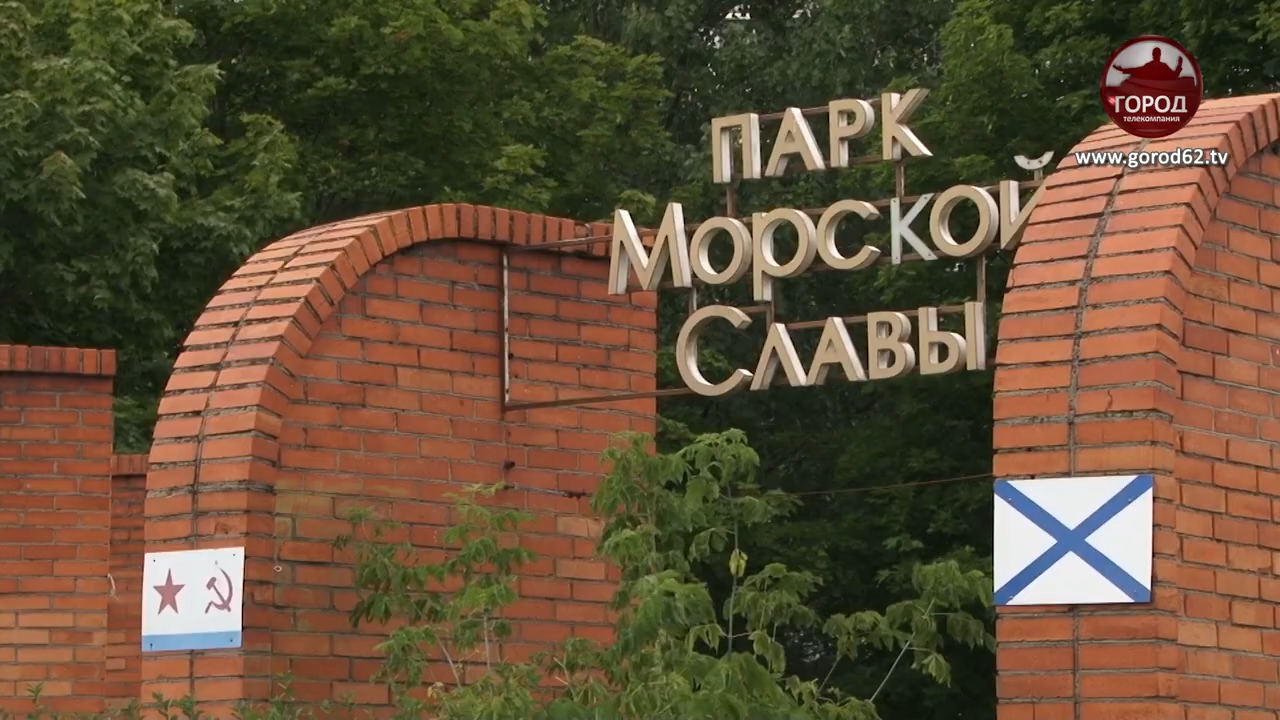 ГОРОД
телекомпания
www.gorod62.tv
ПАРК
Морской
Славы